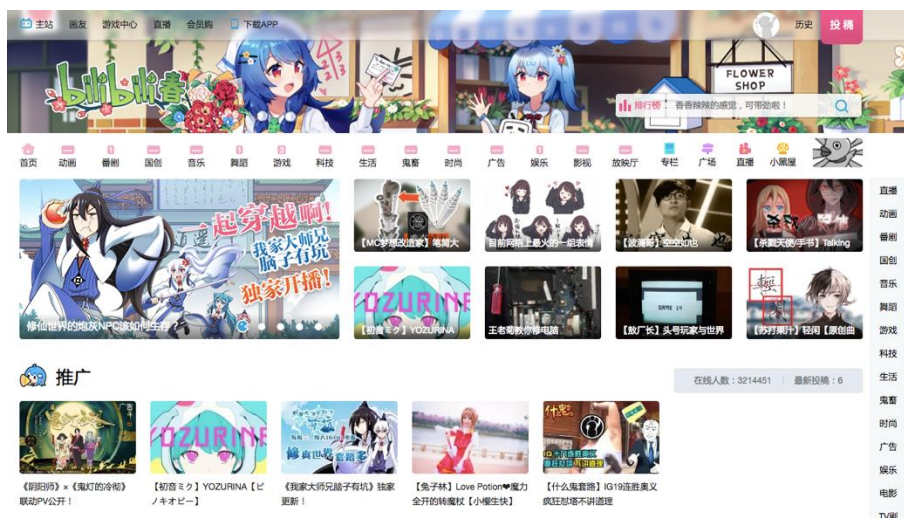 主站 画友 游戏中心 直播 会员购 下载APP 历史 投稿
bilibili春
FLOWER
SHOP
排行榜 香香辣辣的感觉，可带劲啦！
首页 动画 番剧 国创 音乐 舞蹈 游戏 科技 生活 鬼畜 时尚 广告 娱乐 影视 放映厅 专栏 广场 直播 小黑屋
一起穿越啊！
我家大师兄
脑子有坑
独家开播！
修仙世界的炮灰NPC该如何生存？
【MC梦想改造家】笔筒大
目前网络上最火的一组表情
【波澜哥】空空如也
【杀戮天使/手书】Talking
YOZURINA
【初音ミク】YOZURINA
王老菊教你修电脑
GAME 19
【敖厂长】头号玩家与世界
輕
【苏打果汁】轻闲【原创曲
直播
动画
番剧
国创
音乐
舞蹈
游戏
科技
生活
鬼畜
时尚
广告
娱乐
电影
TV剧
推广
在线人数：3214451 最新投稿：6
《阴阳师》×《鬼灯的冷彻》
联动PV公开！
【初音ミク】YOZURINA【ピ
ノキオピー】
《我家大师兄脑子有坑》独家
更新！
【兔子林】Love Potion❤魔力
全开的转魔杖【小樱生快】
【什么鬼套路】IG19连胜奥义
疯狂怼塔不讲道理